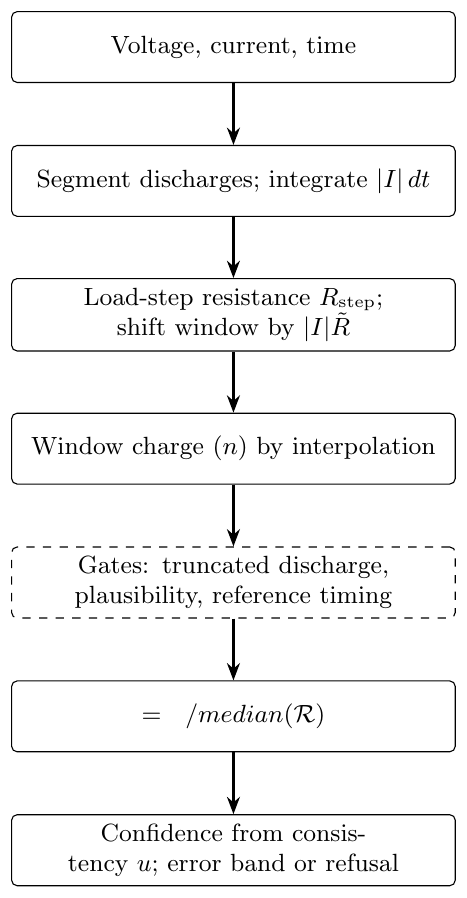 Voltage, current, time
Segment discharges; integrate |I| dt
Load-step resistance R_step;
shift window by |I|R̃
Window charge (n) by interpolation
Gates: truncated discharge,
plausibility, reference timing
= /median(ℛ)
Confidence from consis-
tency u; error band or refusal